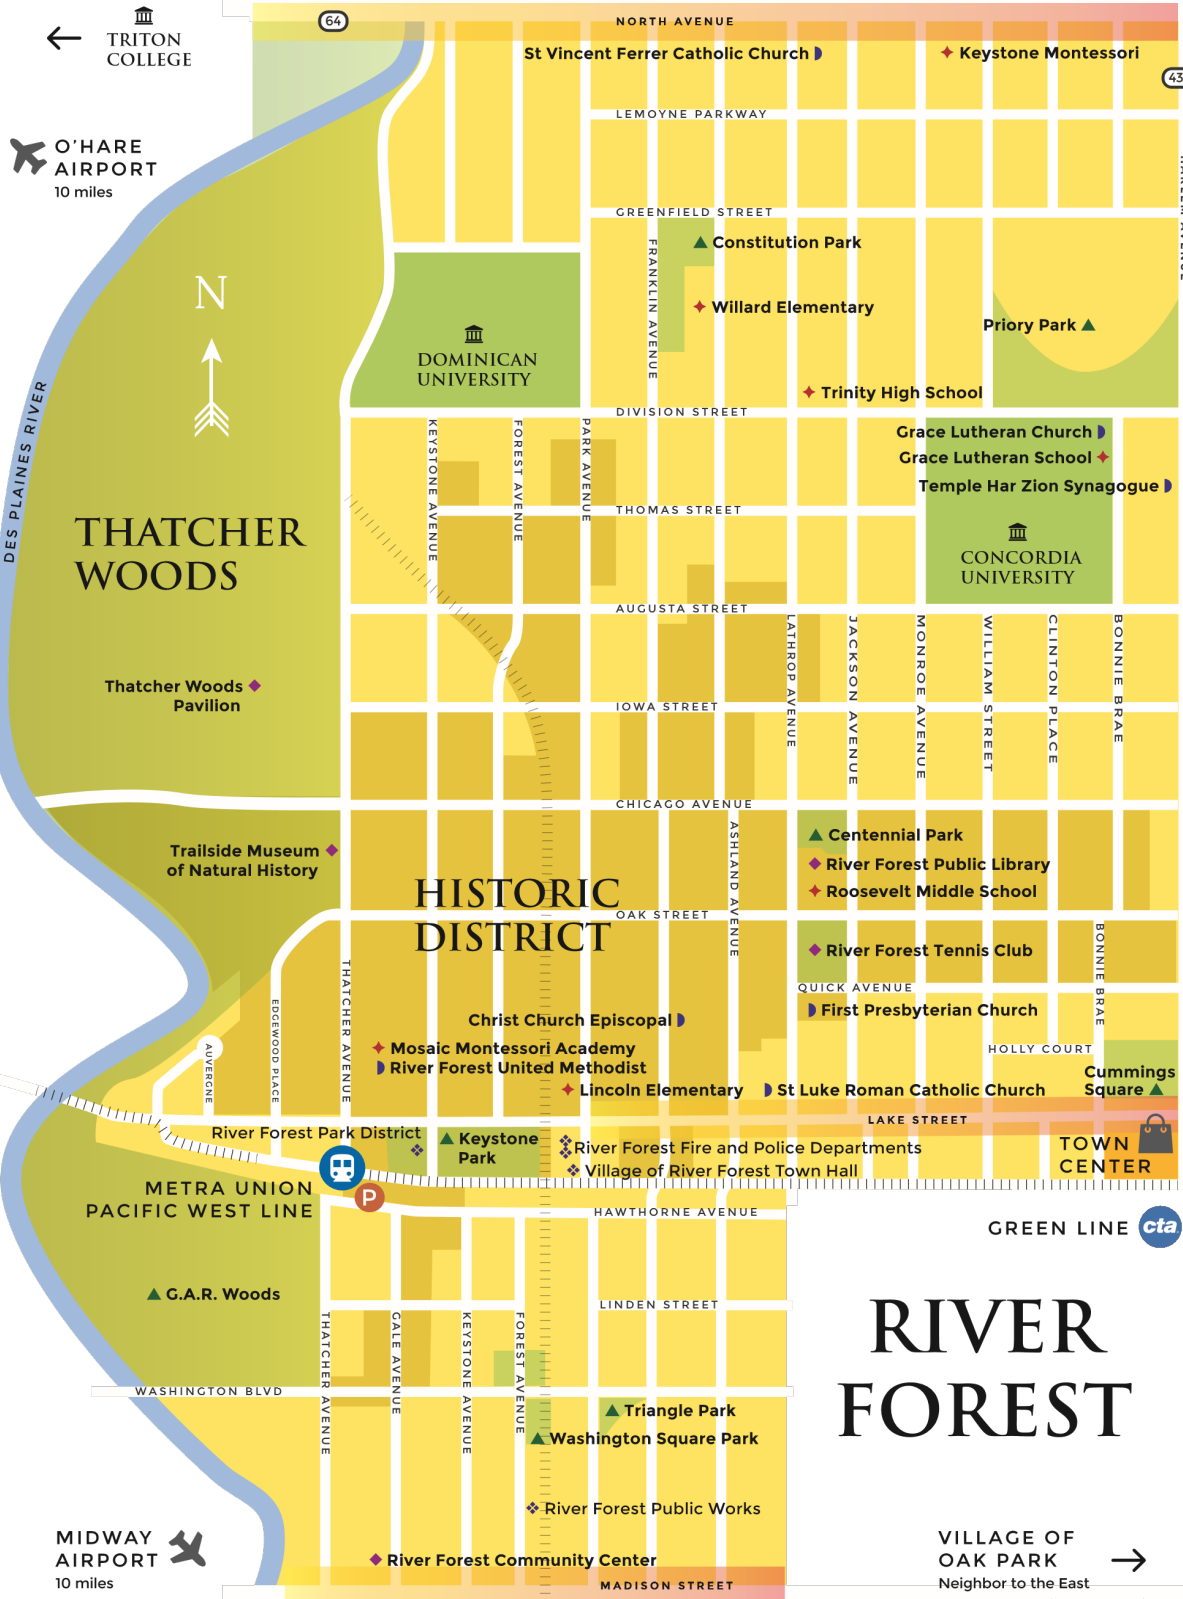 64
NORTH AVENUE
TRITON
COLLEGE
St Vincent Ferrer Catholic Church
Keystone Montessori
43
LEMOYNE PARKWAY
O'HARE
AIRPORT
10 miles
GREENFIELD STREET
Constitution Park
FRANKLIN AVENUE
N
Willard Elementary
Priory Park
DOMINICAN
UNIVERSITY
Trinity High School
DIVISION STREET
DES PLAINES RIVER
KEYSTONE AVENUE
FOREST AVENUE
PARK AVENUE
Grace Lutheran Church
Grace Lutheran School
Temple Har Zion Synagogue
THOMAS STREET
THATCHER
WOODS
CONCORDIA
UNIVERSITY
AUGUSTA STREET
LATHROP AVENUE
JACKSON AVENUE
MONROE AVENUE
WILLIAM STREET
CLINTON PLACE
BONNIE BRAE
Thatcher Woods
Pavilion
IOWA STREET
CHICAGO AVENUE
ASHLAND AVENUE
Centennial Park
Trailside Museum
of Natural History
River Forest Public Library
Roosevelt Middle School
HISTORIC
DISTRICT
OAK STREET
BONNIE BRAE
River Forest Tennis Club
THATCHER AVENUE
QUICK AVENUE
EDGEWOOD PLACE
First Presbyterian Church
Christ Church Episcopal
AUVERGNE
Mosaic Montessori Academy
HOLLY COURT
River Forest United Methodist
Cummings
Square
Lincoln Elementary
St Luke Roman Catholic Church
LAKE STREET
River Forest Park District
Keystone
Park
River Forest Fire and Police Departments
Village of River Forest Town Hall
TOWN
CENTER
METRA UNION
PACIFIC WEST LINE
P
HAWTHORNE AVENUE
GREEN LINE
cta
G.A.R. Woods
LINDEN STREET
THATCHER AVENUE
GALE AVENUE
KEYSTONE AVENUE
FOREST AVENUE
RIVER
FOREST
WASHINGTON BLVD
Triangle Park
Washington Square Park
River Forest Public Works
MIDWAY
AIRPORT
10 miles
River Forest Community Center
VILLAGE OF
OAK PARK
Neighbor to the East
MADISON STREET